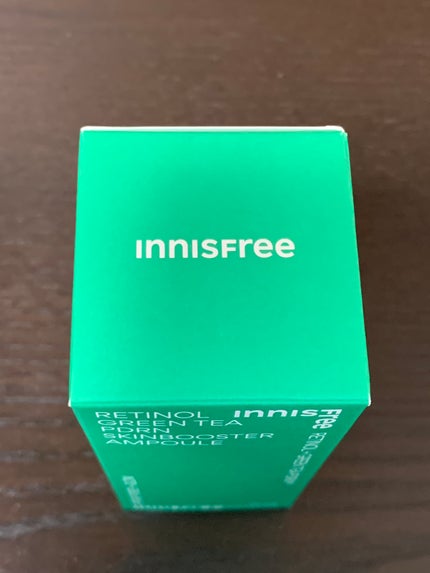 INNISFree
RETINOL
GREEN TEA
PDRN
SKINBOOSTER
AMPOULE
INNISFree